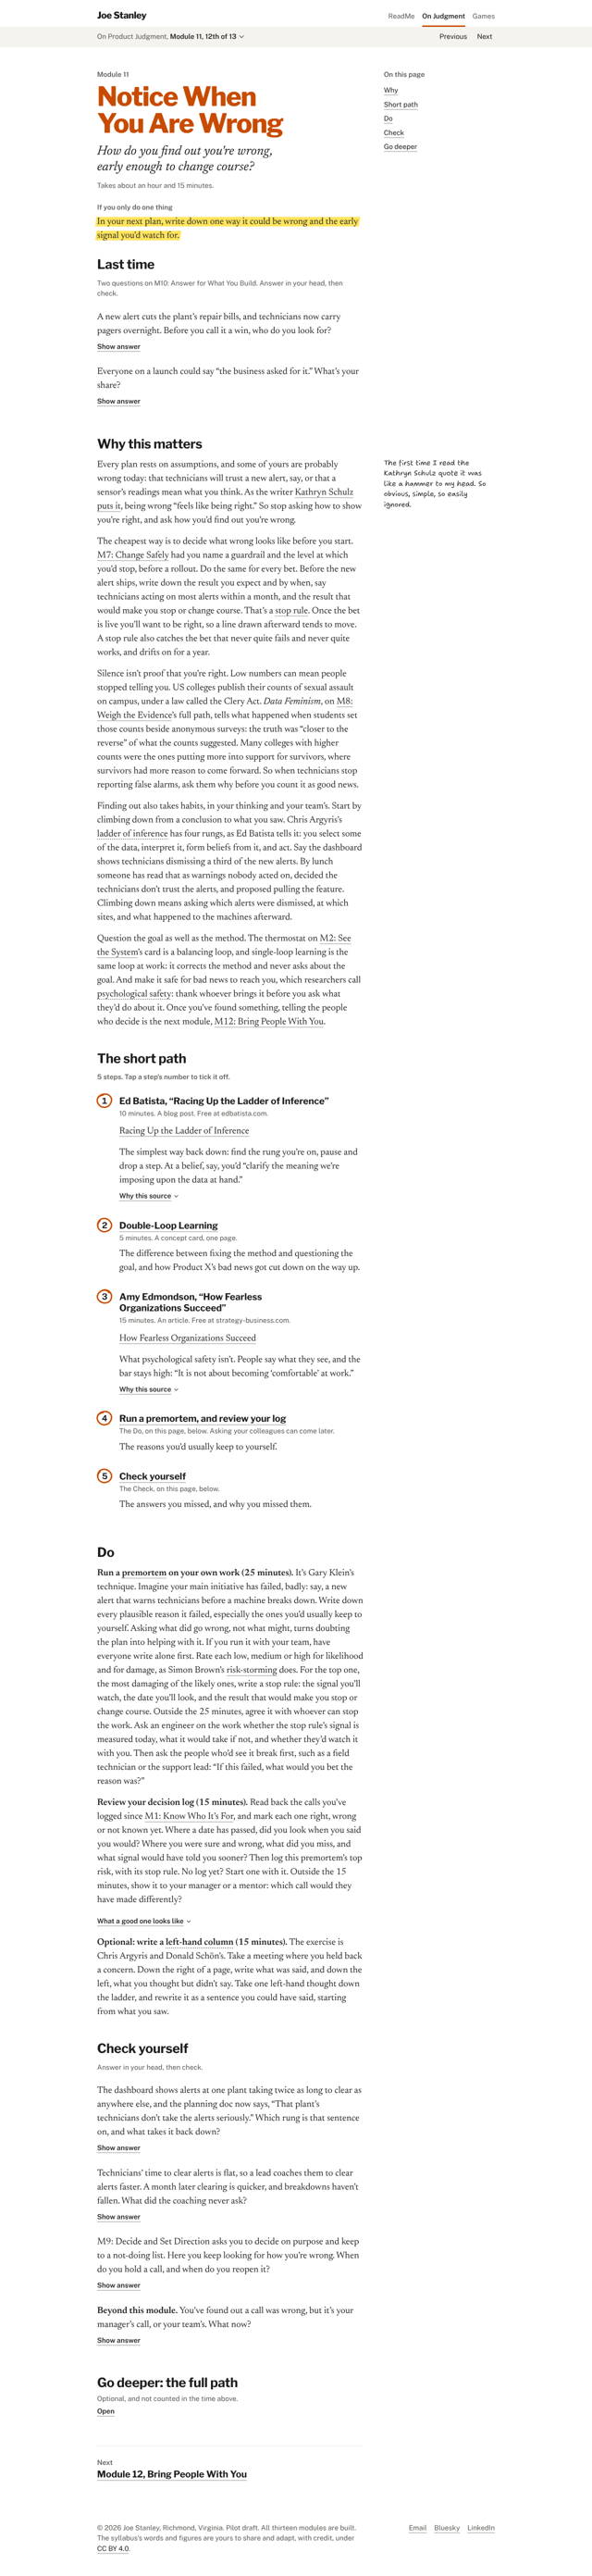 Joe Stanley
ReadMe On Judgment Games
On Product Judgment, Module 11, 12th of 13
Previous Next
Module 11
Notice When
You Are Wrong
How do you find out you're wrong,
early enough to change course?
Takes about an hour and 15 minutes.
If you only do one thing
In your next plan, write down one way it could be wrong and the early
signal you'd watch for.
On this page
Why
Short path
Do
Check
Go deeper
Last time
Two questions on M10: Answer for What You Build. Answer in your head, then
check.
A new alert cuts the plant's repair bills, and technicians now carry
pagers overnight. Before you call it a win, who do you look for?
Show answer
Everyone on a launch could say “the business asked for it.” What's your
share?
Show answer
Why this matters
Every plan rests on assumptions, and some of yours are probably
wrong today: that technicians will trust a new alert, say, or that a
sensor's readings mean what you think. As the writer Kathryn Schulz
puts it, being wrong “feels like being right.” So stop asking how to show
you're right, and ask how you'd find out you're wrong.
The first time I read the
Kathryn Schulz quote it was
like a hammer to my head. So
obvious, simple, so easily
ignored.
The cheapest way is to decide what wrong looks like before you start.
M7: Change Safely had you name a guardrail and the level at which
you'd stop, before a rollout. Do the same for every bet. Before the new
alert ships, write down the result you expect and by when, say
technicians acting on most alerts within a month, and the result that
would make you stop or change course. That's a stop rule. Once the bet
is live you'll want to be right, so a line drawn afterward tends to move.
A stop rule also catches the bet that never quite fails and never quite
works, and drifts on for a year.
Silence isn't proof that you're right. Low numbers can mean people
stopped telling you. US colleges publish their counts of sexual assault
on campus, under a law called the Clery Act. Data Feminism, on M8:
Weigh the Evidence's full path, tells what happened when students set
those counts beside anonymous surveys: the truth was “closer to the
reverse” of what the counts suggested. Many colleges with higher
counts were the ones putting more into support for survivors, where
survivors had more reason to come forward. So when technicians stop
reporting false alarms, ask them why before you count it as good news.
Finding out also takes habits, in your thinking and your team's. Start by
climbing down from a conclusion to what you saw. Chris Argyris's
ladder of inference has four rungs, as Ed Batista tells it: you select some
of the data, interpret it, form beliefs from it, and act. Say the dashboard
shows technicians dismissing a third of the new alerts. By lunch
someone has read that as warnings nobody acted on, decided the
technicians don't trust the alerts, and proposed pulling the feature.
Climbing down means asking which alerts were dismissed, at which
sites, and what happened to the machines afterward.
Question the goal as well as the method. The thermostat on M2: See
the System's card is a balancing loop, and single-loop learning is the
same loop at work: it corrects the method and never asks about the
goal. And make it safe for bad news to reach you, which researchers call
psychological safety: thank whoever brings it before you ask what
they'd do about it. Once you've found something, telling the people
who decide is the next module, M12: Bring People With You.
The short path
5 steps. Tap a step's number to tick it off.
1 Ed Batista, “Racing Up the Ladder of Inference”
10 minutes. A blog post. Free at edbatista.com.
Racing Up the Ladder of Inference
The simplest way back down: find the rung you're on, pause and
drop a step. At a belief, say, you'd “clarify the meaning we're
imposing upon the data at hand.”
Why this source
2 Double-Loop Learning
5 minutes. A concept card, one page.
The difference between fixing the method and questioning the
goal, and how Product X's bad news got cut down on the way up.
3 Amy Edmondson, “How Fearless
Organizations Succeed”
15 minutes. An article. Free at strategy-business.com.
How Fearless Organizations Succeed
What psychological safety isn't. People say what they see, and the
bar stays high: “It is not about becoming ‘comfortable’ at work.”
Why this source
4 Run a premortem, and review your log
The Do, on this page, below. Asking your colleagues can come later.
The reasons you'd usually keep to yourself.
5 Check yourself
The Check, on this page, below.
The answers you missed, and why you missed them.
Do
Run a premortem on your own work (25 minutes). It's Gary Klein's
technique. Imagine your main initiative has failed, badly: say, a new
alert that warns technicians before a machine breaks down. Write down
every plausible reason it failed, especially the ones you'd usually keep to
yourself. Asking what did go wrong, not what might, turns doubting
the plan into helping with it. If you run it with your team, have
everyone write alone first. Rate each low, medium or high for likelihood
and for damage, as Simon Brown's risk-storming does. For the top one,
the most damaging of the likely ones, write a stop rule: the signal you'll
watch, the date you'll look, and the result that would make you stop or
change course. Outside the 25 minutes, agree it with whoever can stop
the work. Ask an engineer on the work whether the stop rule's signal is
measured today, what it would take if not, and whether they'd watch it
with you. Then ask the people who'd see it break first, such as a field
technician or the support lead: “If this failed, what would you bet the
reason was?”
Review your decision log (15 minutes). Read back the calls you've
logged since M1: Know Who It's For, and mark each one right, wrong
or not known yet. Where a date has passed, did you look when you said
you would? Where you were sure and wrong, what did you miss, and
what signal would have told you sooner? Then log this premortem's top
risk, with its stop rule. No log yet? Start one with it. Outside the 15
minutes, show it to your manager or a mentor: which call would they
have made differently?
What a good one looks like
Optional: write a left-hand column (15 minutes). The exercise is
Chris Argyris and Donald Schön's. Take a meeting where you held back
a concern. Down the right of a page, write what was said, and down the
left, what you thought but didn't say. Take one left-hand thought down
the ladder, and rewrite it as a sentence you could have said, starting
from what you saw.
Check yourself
Answer in your head, then check.
The dashboard shows alerts at one plant taking twice as long to clear as
anywhere else, and the planning doc now says, “That plant's
technicians don't take the alerts seriously.” Which rung is that sentence
on, and what takes it back down?
Show answer
Technicians' time to clear alerts is flat, so a lead coaches them to clear
alerts faster. A month later clearing is quicker, and breakdowns haven't
fallen. What did the coaching never ask?
Show answer
M9: Decide and Set Direction asks you to decide on purpose and keep
to a not-doing list. Here you keep looking for how you're wrong. When
do you hold a call, and when do you reopen it?
Show answer
Beyond this module. You've found out a call was wrong, but it's your
manager's call, or your team's. What now?
Show answer
Go deeper: the full path
Optional, and not counted in the time above.
Open
Next
Module 12, Bring People With You
© 2026 Joe Stanley, Richmond, Virginia. Pilot draft. All thirteen modules are built.
The syllabus's words and figures are yours to share and adapt, with credit, under
CC BY 4.0.
Email Bluesky LinkedIn